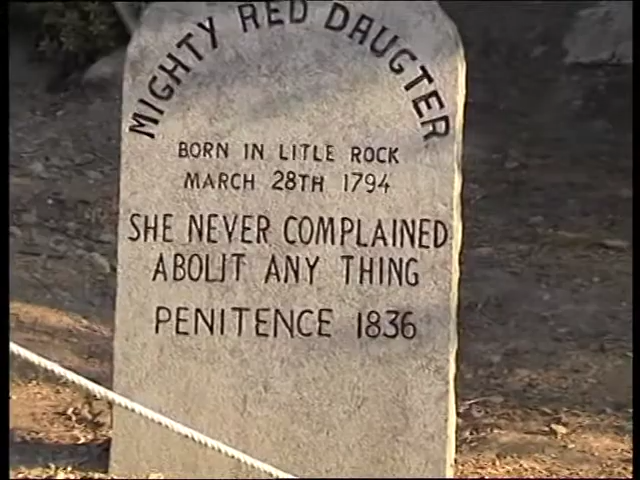 MIGHTY RED DAUGTER
BORN IN LITLE ROCK
MARCH 28TH 1794
SHE NEVER COMPLAINED
ABOUT ANY THING
PENITENCE 1836